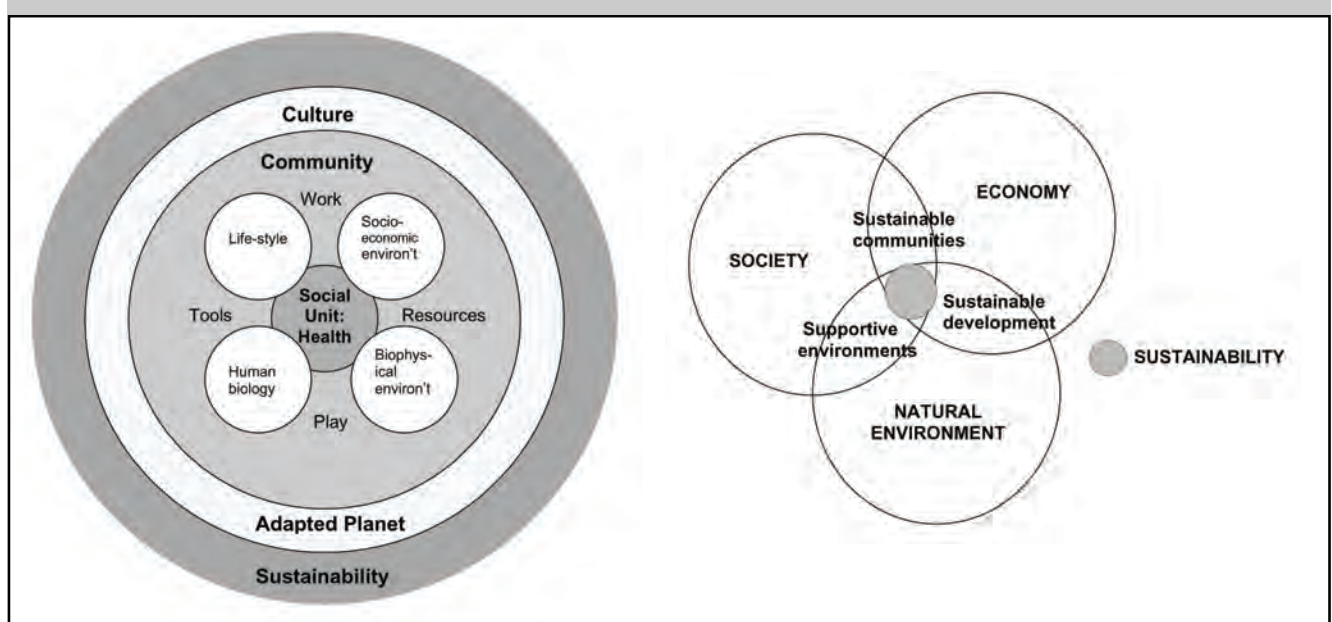 Culture
Community
Work
Life-style
Socio-
economic
environ't
Tools
Social
Unit:
Health
Resources
Human
biology
Biophys-
ical
environ't
Play
Adapted Planet
Sustainability
ECONOMY
Sustainable
communities
SOCIETY
Sustainable
development
Supportive
environments
SUSTAINABILITY
NATURAL
ENVIRONMENT